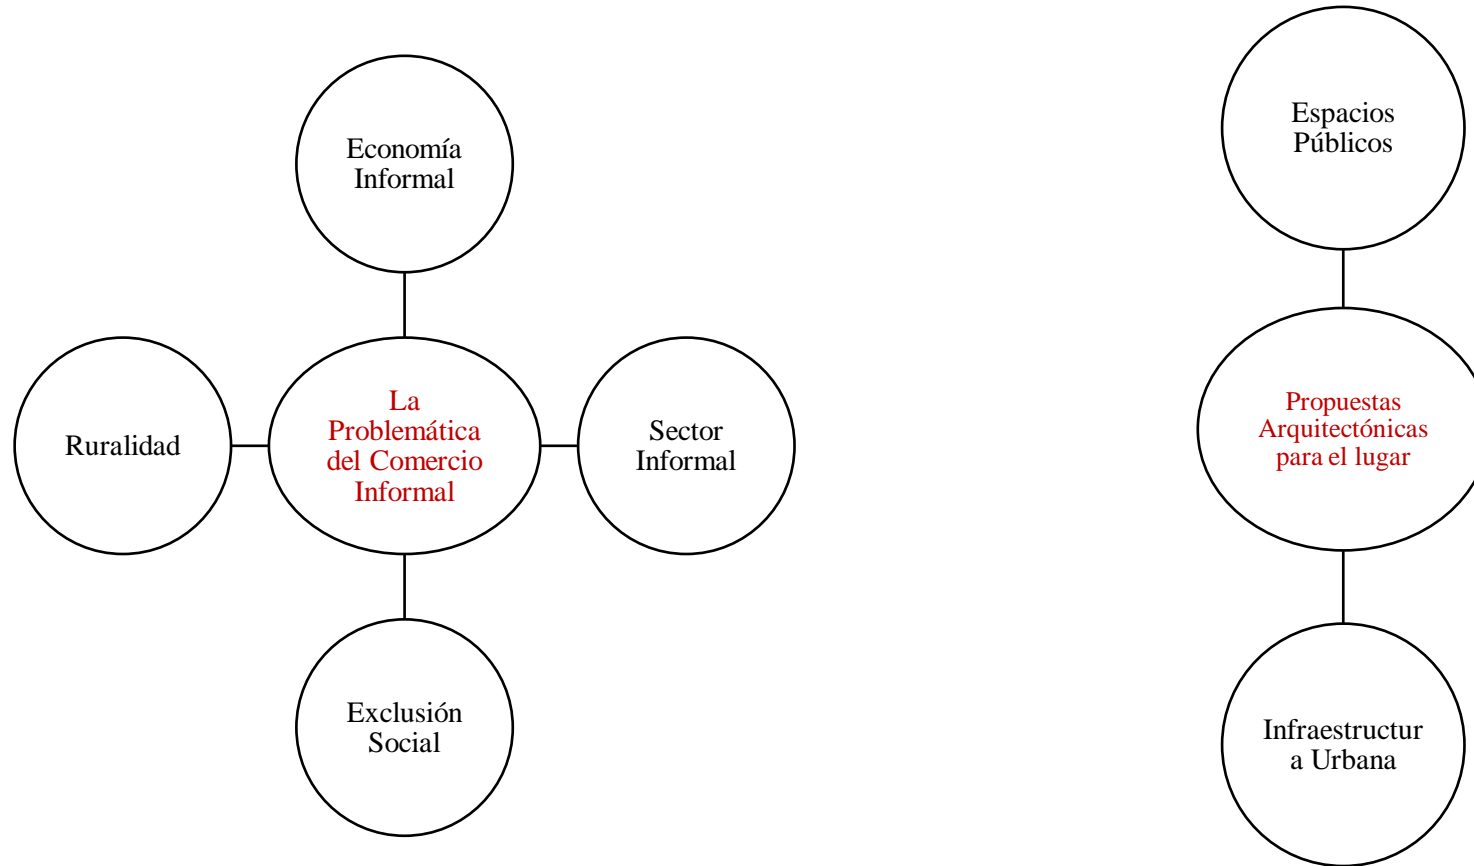 Economía
Informal
Ruralidad
La
Problemática
del Comercio
Informal
Sector
Informal
Exclusión
Social
Espacios
Públicos
Propuestas
Arquitectónicas
para el lugar
Infraestructur
a Urbana